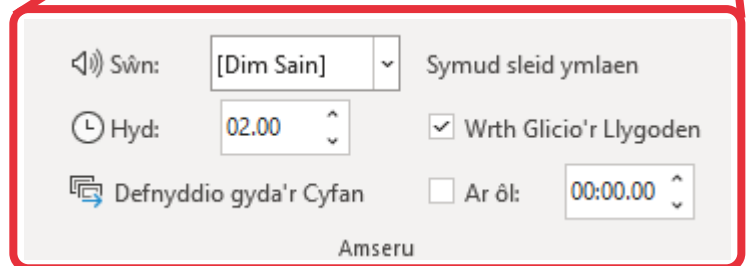 Sŵn: [Dim Sain] Symud sleid ymlaen
Hyd: 02.00 Wrth Glicio'r Llygoden
Defnyddio gyda'r Cyfan Ar ôl: 00:00.00
Amseru